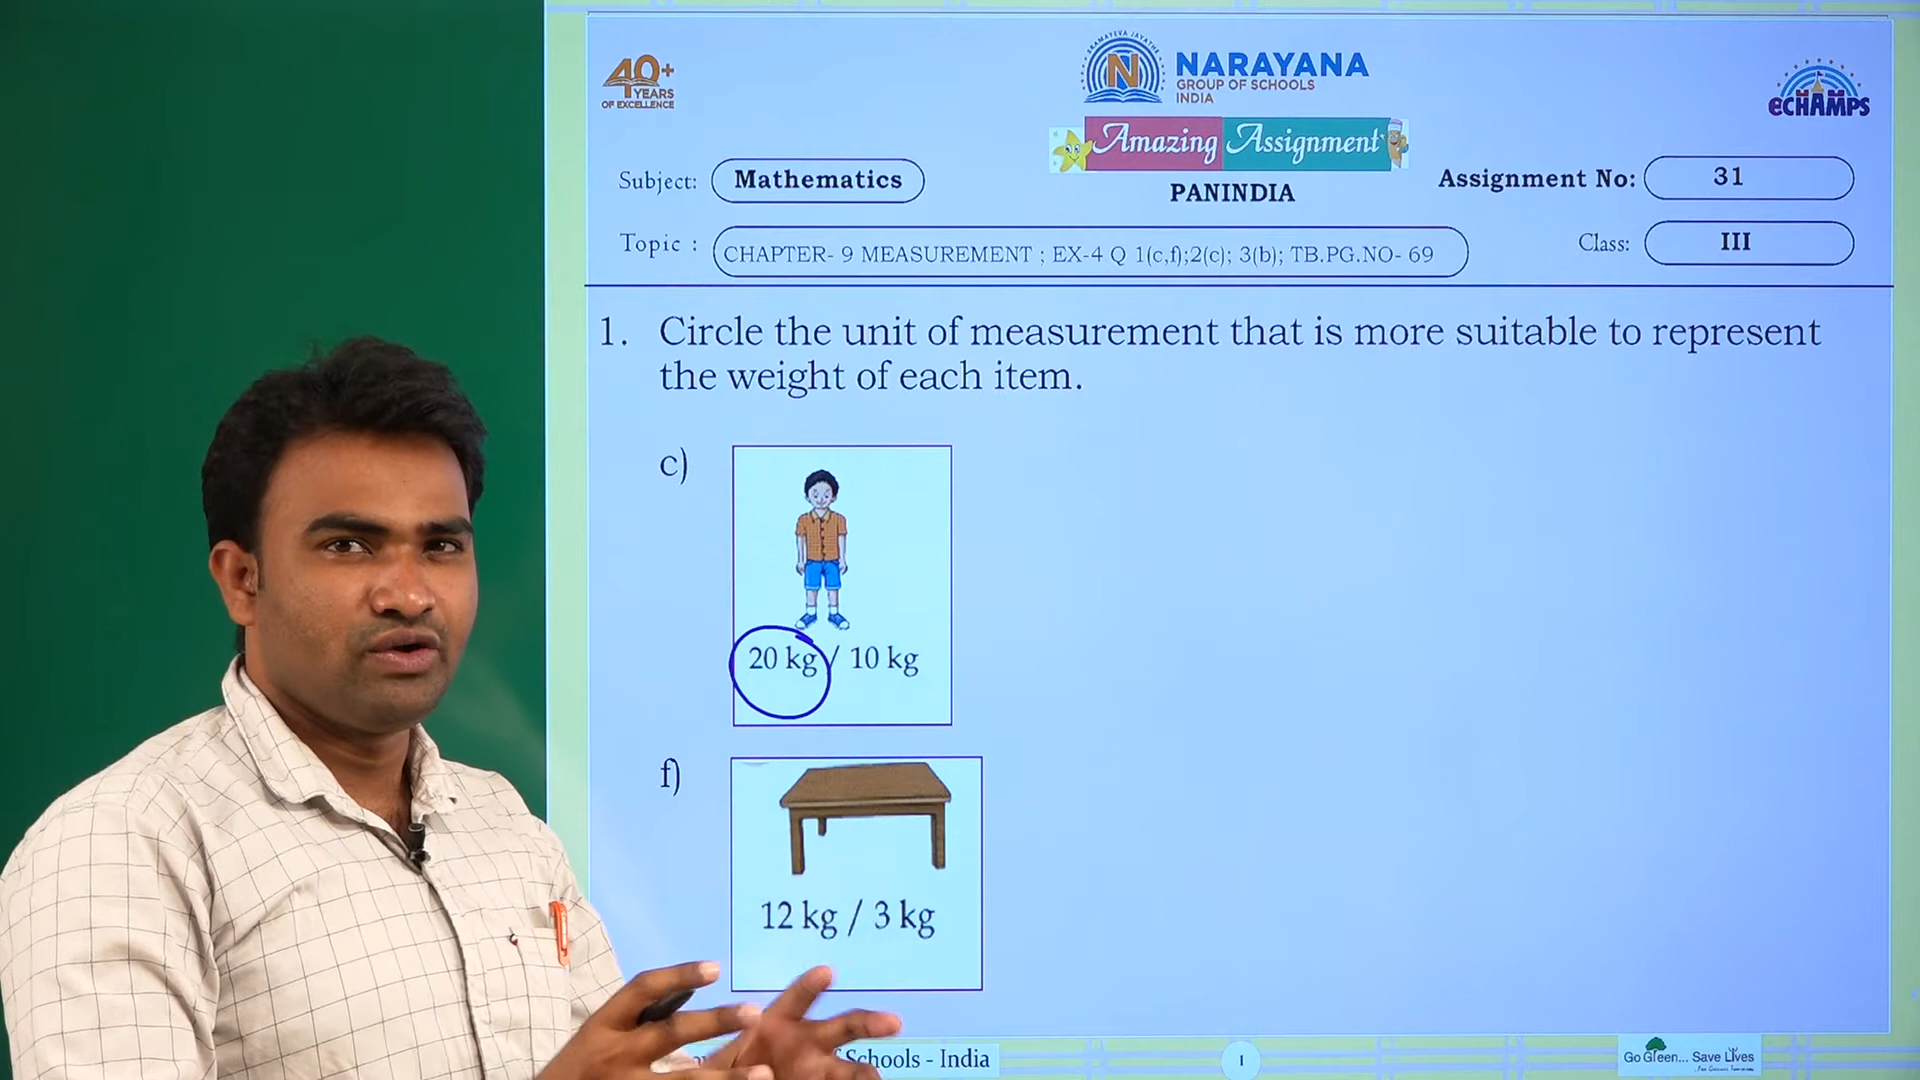 40+
YEARS
OF EXCELLENCE
SRAMAYEVA JAYATHE
N
NARAYANA
GROUP OF SCHOOLS
INDIA
eCHAMPS
Amazing Assignment
PANINDIA
Subject: Mathematics
Assignment No: 31
Topic : CHAPTER- 9 MEASUREMENT ; EX-4 Q 1(c,f);2(c); 3(b); TB.PG.NO- 69
Class: III
1. Circle the unit of measurement that is more suitable to represent
the weight of each item.
c)
20 kg / 10 kg
f)
12 kg / 3 kg
Schools - India
1
Go Green... Save Lives